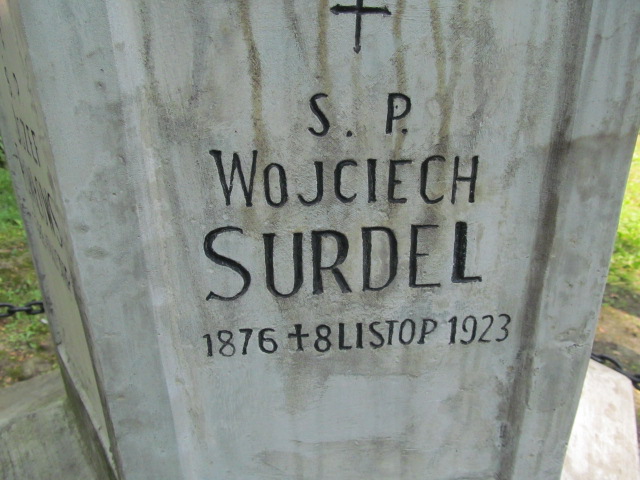 S. P.
WOJCIECH
SURDEL
1876 + 8 LISTOP 1923